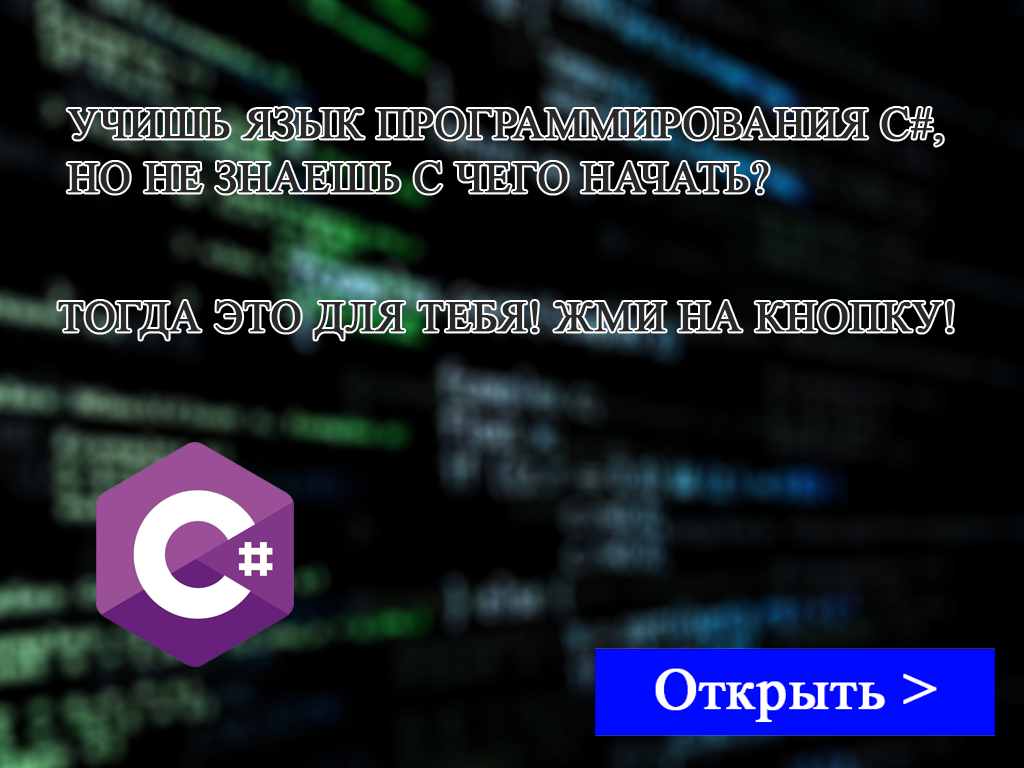 УЧИШЬ ЯЗЫК ПРОГРАММИРОВАНИЯ C#,
НО НЕ ЗНАЕШЬ С ЧЕГО НАЧАТЬ?
ТОГДА ЭТО ДЛЯ ТЕБЯ! ЖМИ НА КНОПКУ!
C#
Открыть >